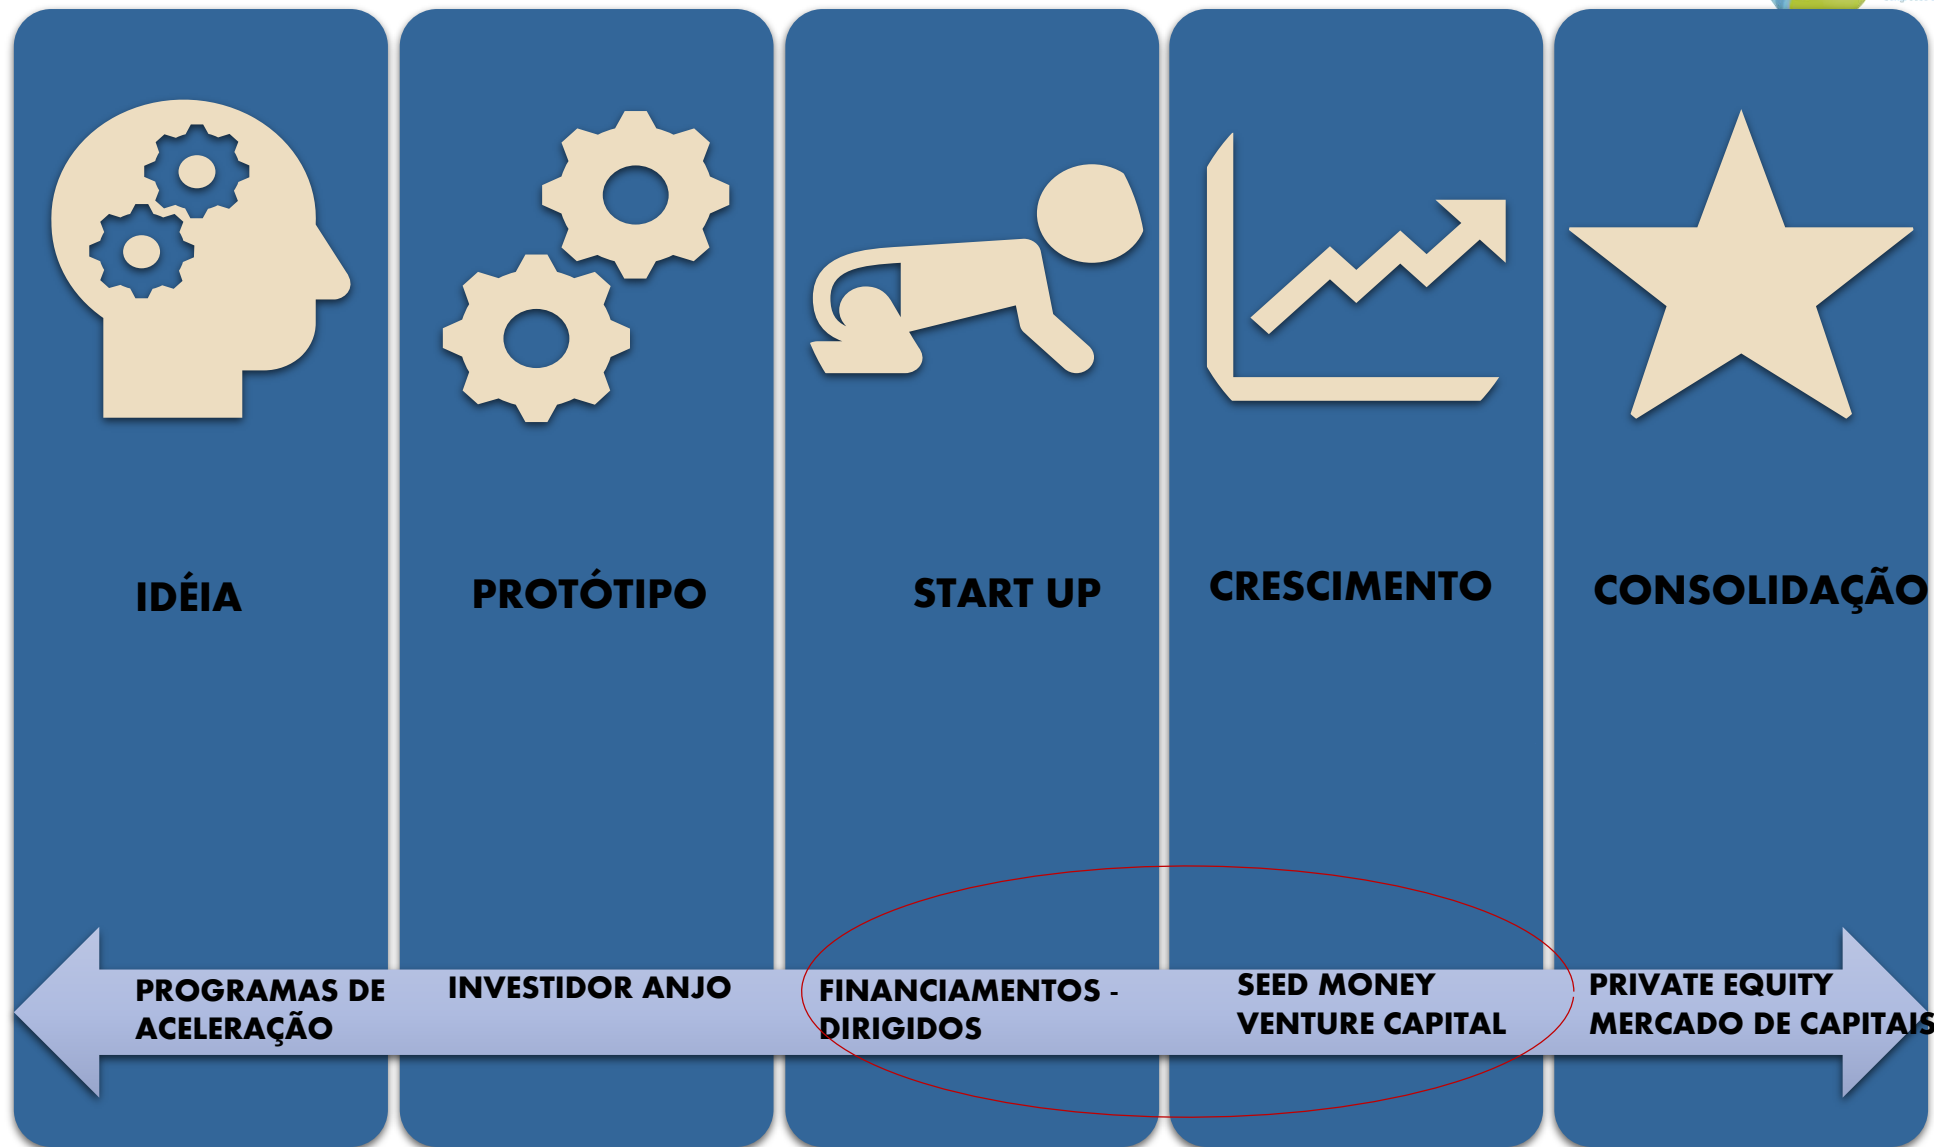 IDÉIA
PROTÓTIPO
START UP
CRESCIMENTO
CONSOLIDAÇÃO
PROGRAMAS DE
ACELERAÇÃO
INVESTIDOR ANJO
FINANCIAMENTOS -
DIRIGIDOS
SEED MONEY
VENTURE CAPITAL
PRIVATE EQUITY
MERCADO DE CAPITAIS